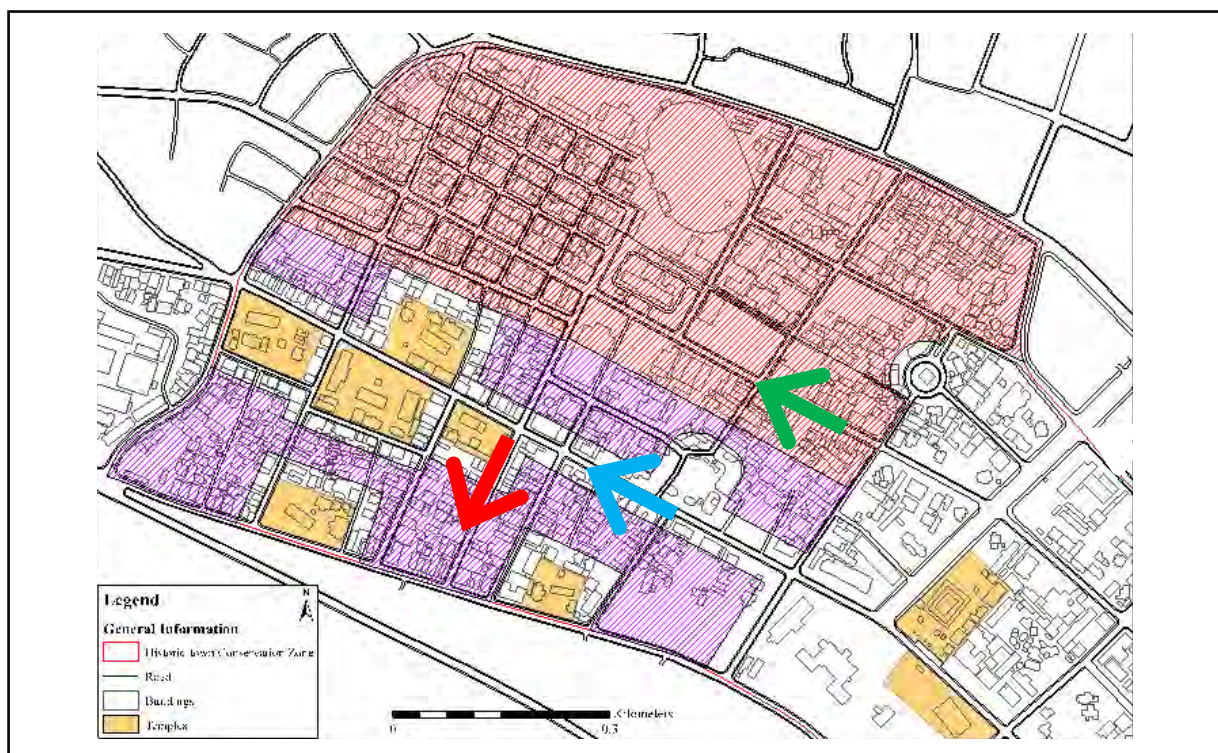 N
Legend
General Information
Historic town Conservation Zone
Road
Buildings
Temples
Kilometers
0
0.3